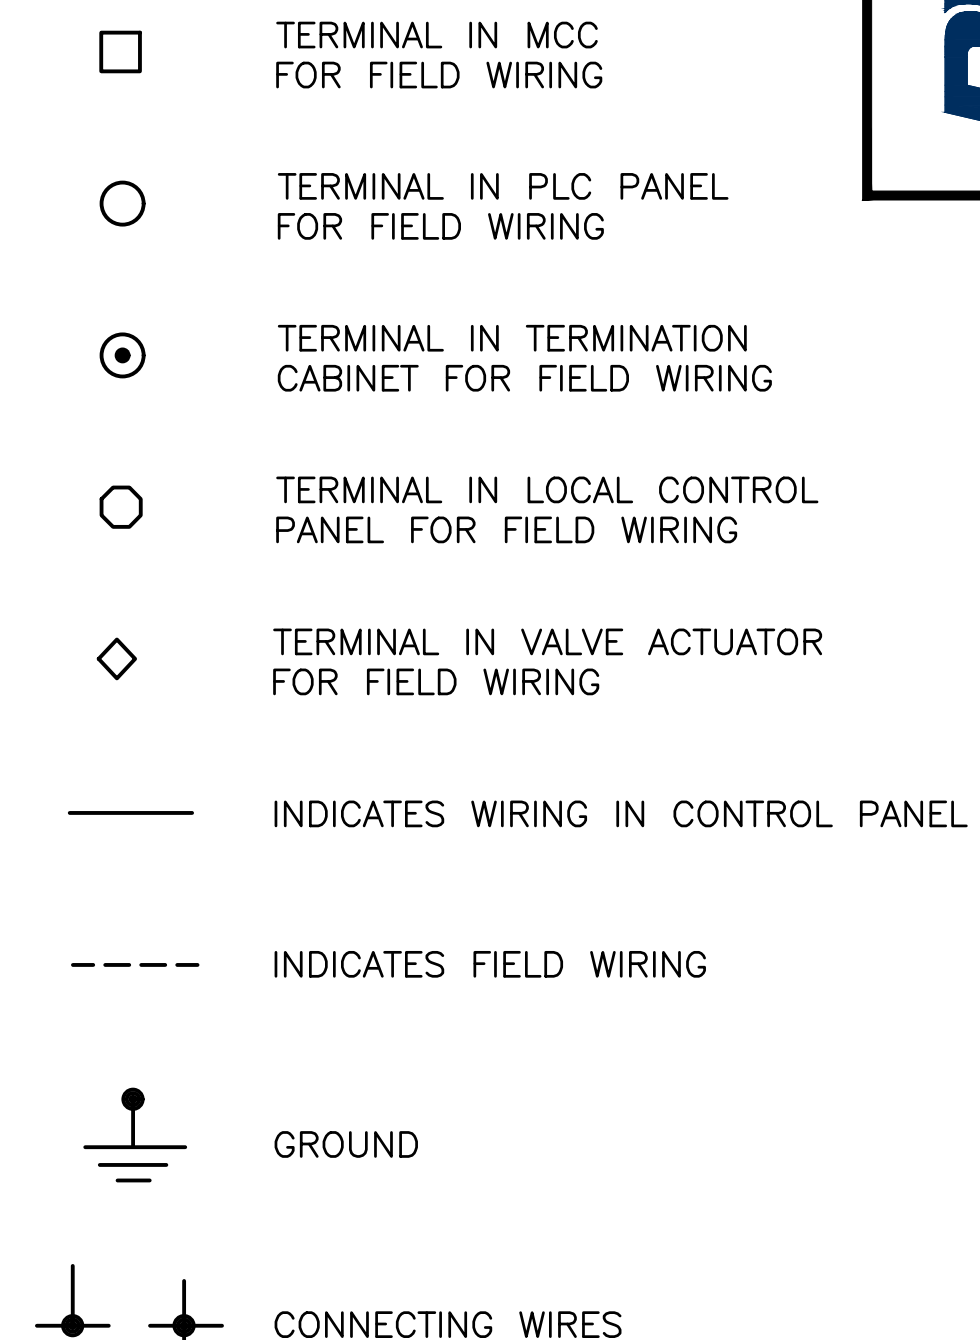 TERMINAL IN MCC
FOR FIELD WIRING
TERMINAL IN PLC PANEL
FOR FIELD WIRING
TERMINAL IN TERMINATION
CABINET FOR FIELD WIRING
TERMINAL IN LOCAL CONTROL
PANEL FOR FIELD WIRING
TERMINAL IN VALVE ACTUATOR
FOR FIELD WIRING
INDICATES WIRING IN CONTROL PANEL
INDICATES FIELD WIRING
GROUND
CONNECTING WIRES